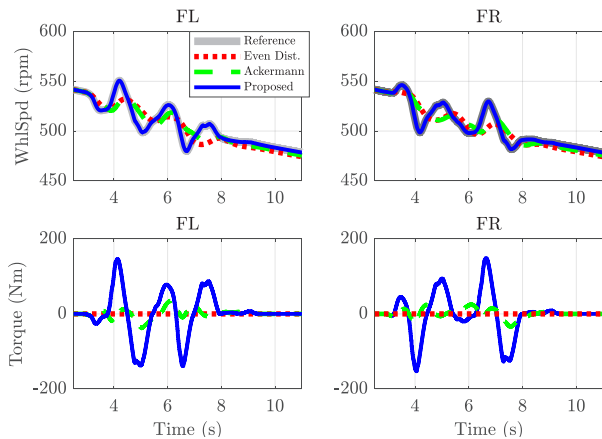 FL
FR
600
550
500
450
WhlSpd (rpm)
Reference
Even Dist.
Ackermann
Proposed
4
6
8
10
600
550
500
450
4
6
8
10
FL
FR
200
0
-200
Torque (Nm)
4
6
8
10
Time (s)
200
0
-200
4
6
8
10
Time (s)